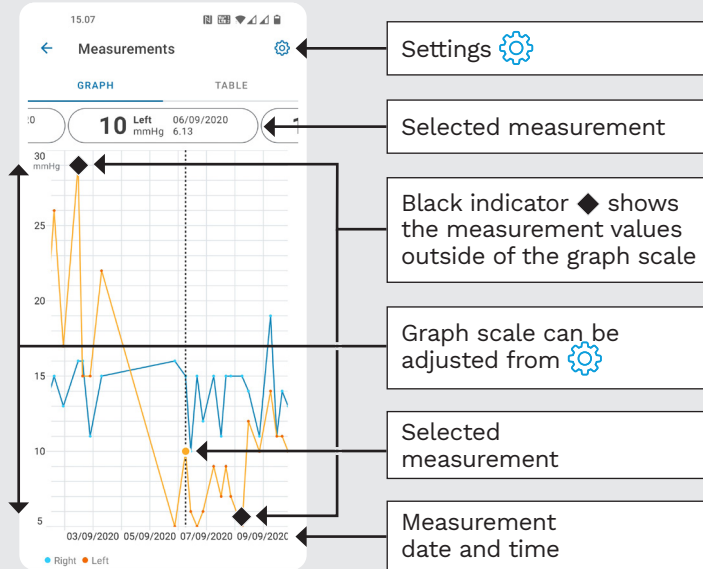 15.07
Measurements
GRAPH TABLE
10 Left 06/09/2020
mmHg 6.13
30
mmHg
25
20
15
10
5
03/09/2020 05/09/2020 07/09/2020 09/09/2020
Right Left
Settings
Selected measurement
Black indicator ◆ shows
the measurement values
outside of the graph scale
Graph scale can be
adjusted from
Selected
measurement
Measurement
date and time